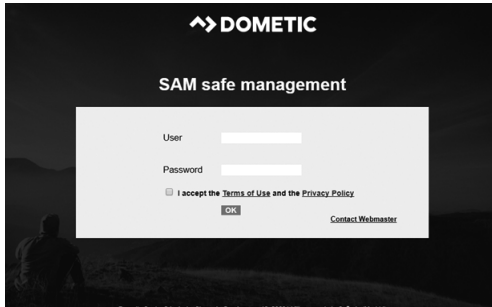 DOMETIC
SAM safe management
User
Password
I accept the Terms of Use and the Privacy Policy
OK
Contact Webmaster